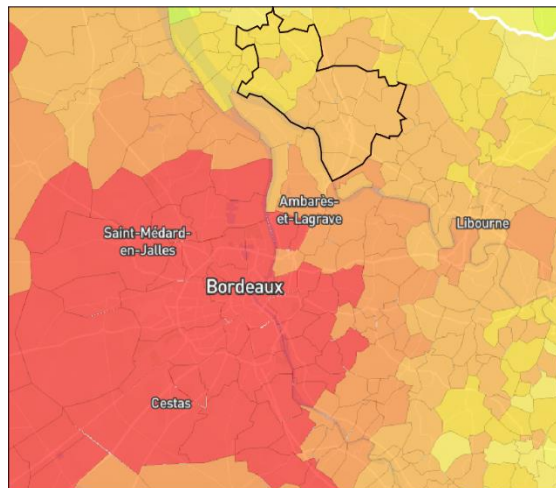 Ambarès-
et-Lagrave
Saint-Médard-
en-Jalles
Libourne
Bordeaux
Cestas